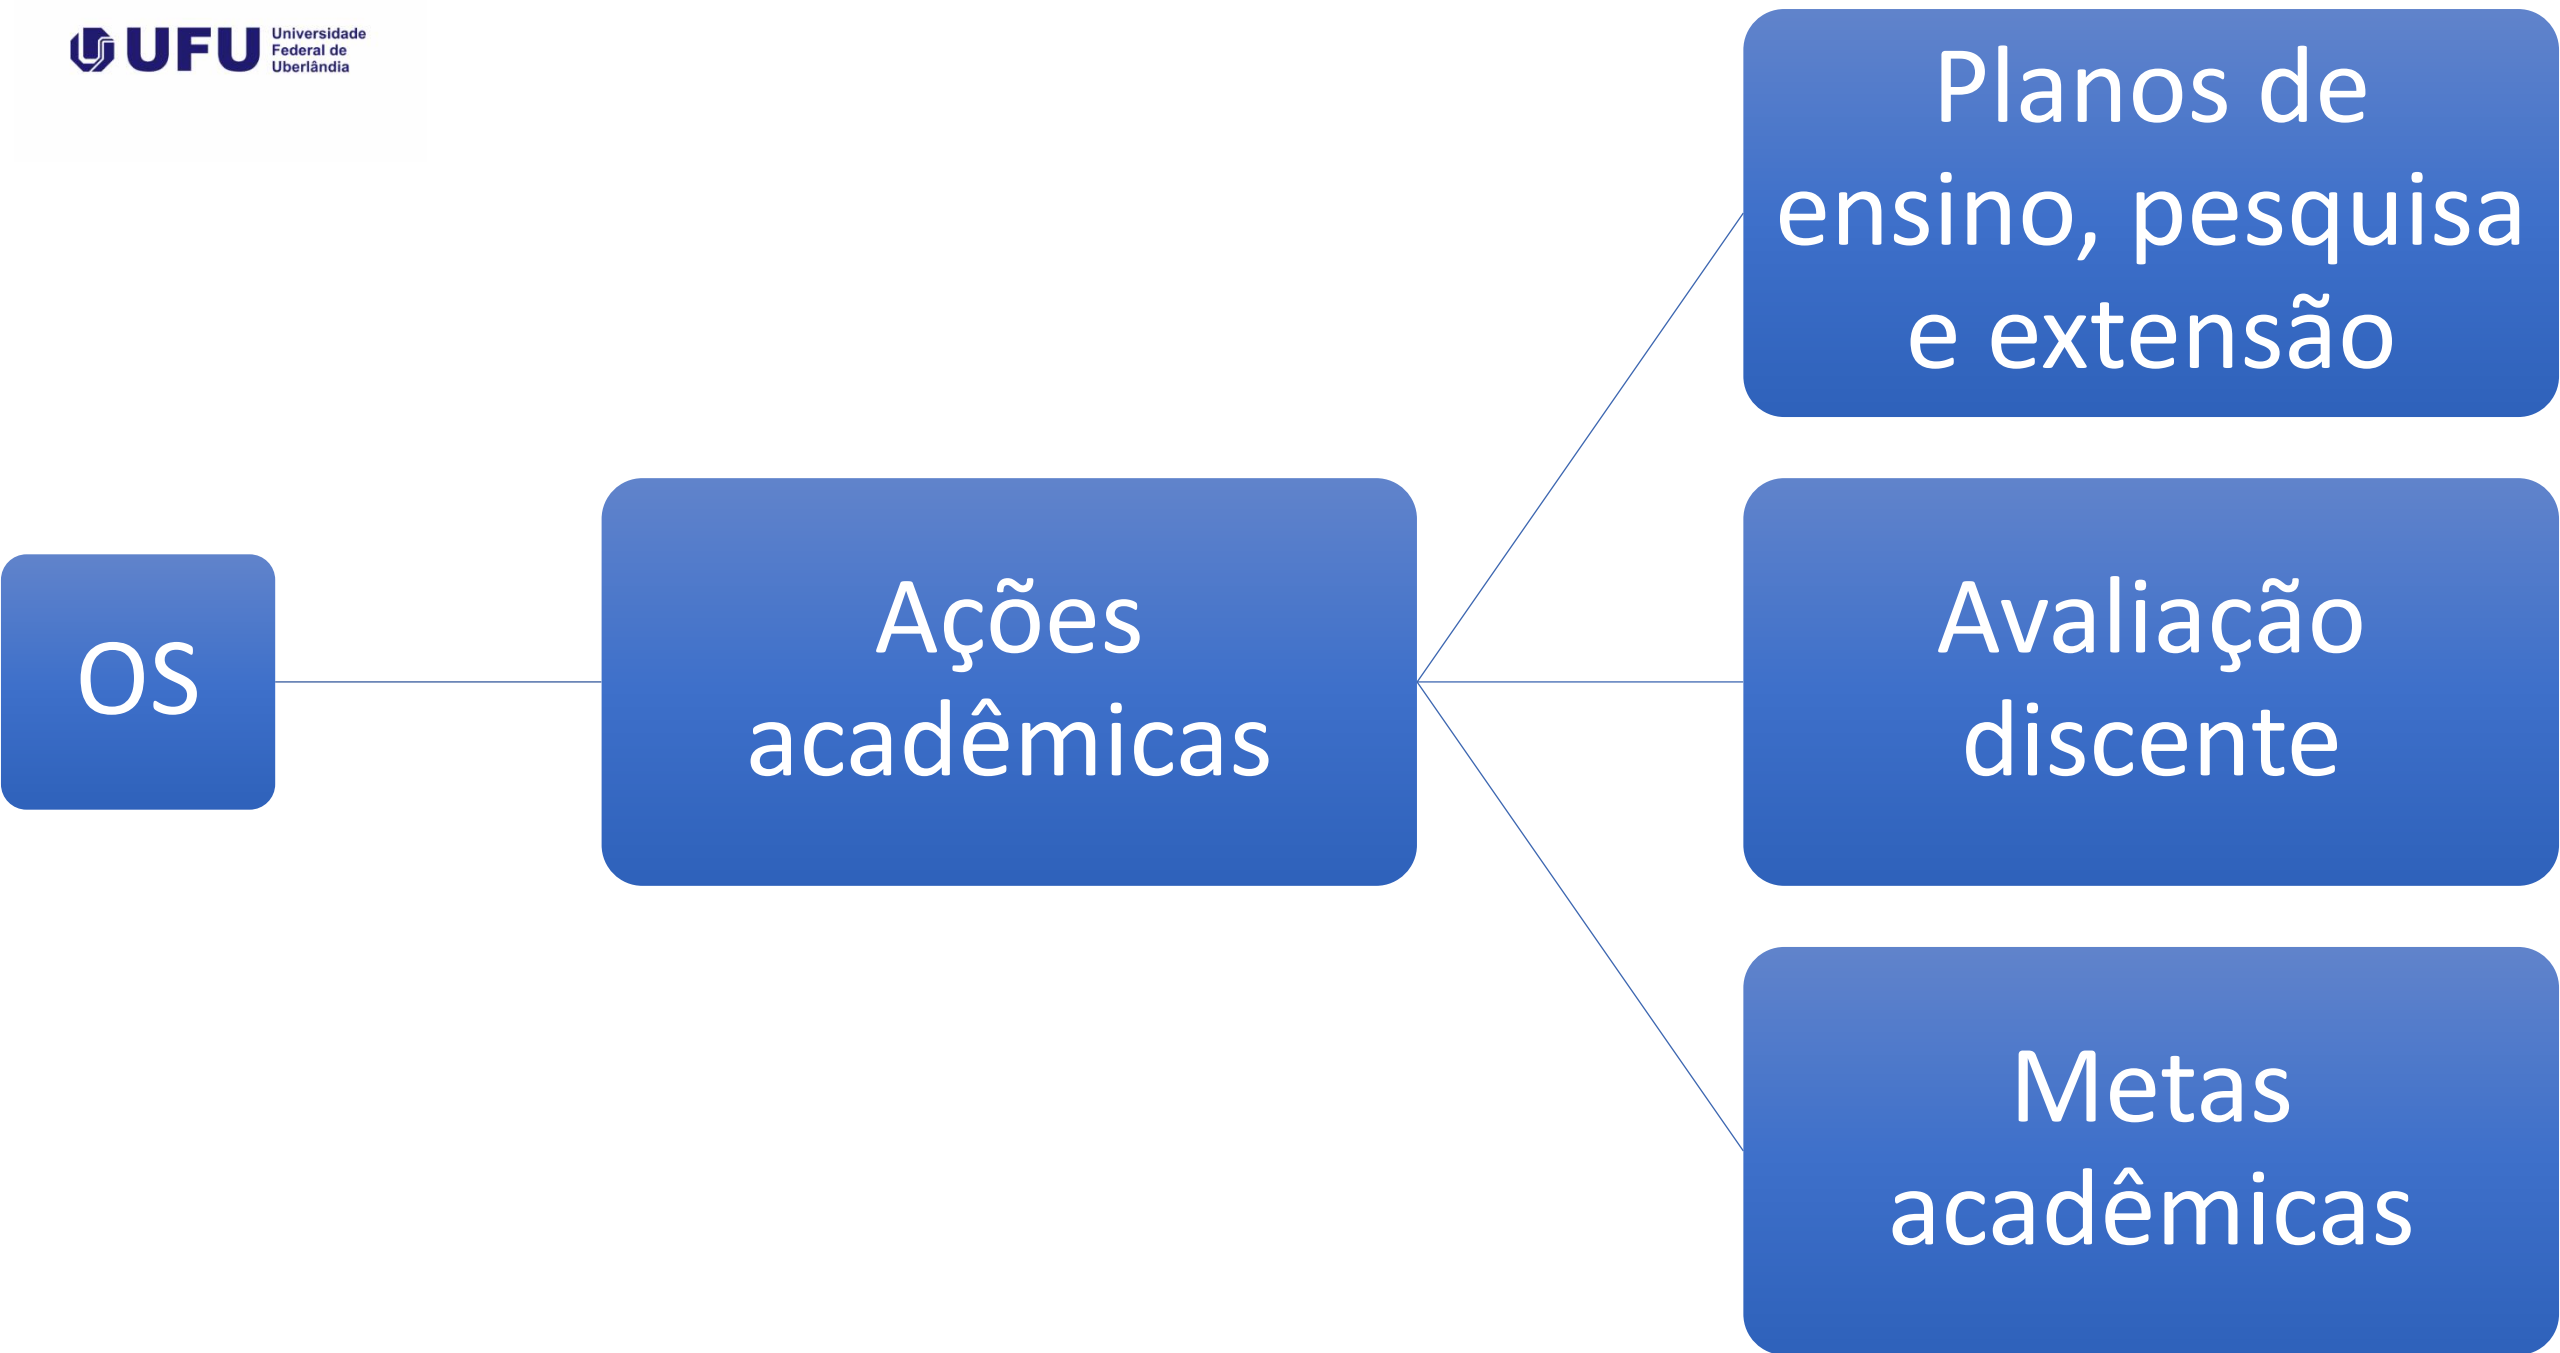 UFU
Universidade
Federal de
Uberlândia
OS
Ações
acadêmicas
Planos de
ensino, pesquisa
e extensão
Avaliação
discente
Metas
acadêmicas